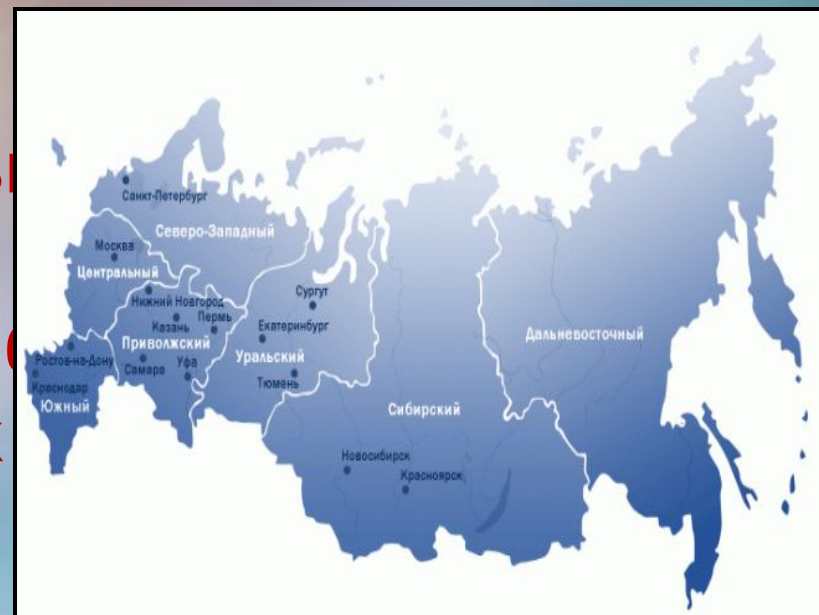 Санкт-Петербург
Северо-Западный
Москва
Центральный
Нижний Новгород
Сургут
Казань
Пермь
Екатеринбург
Приволжский
Дальневосточный
Ростов-на-Дону
Самара
Уфа
Уральский
Тюмень
Краснодар
Южный
Сибирский
Новосибирск
Красноярск